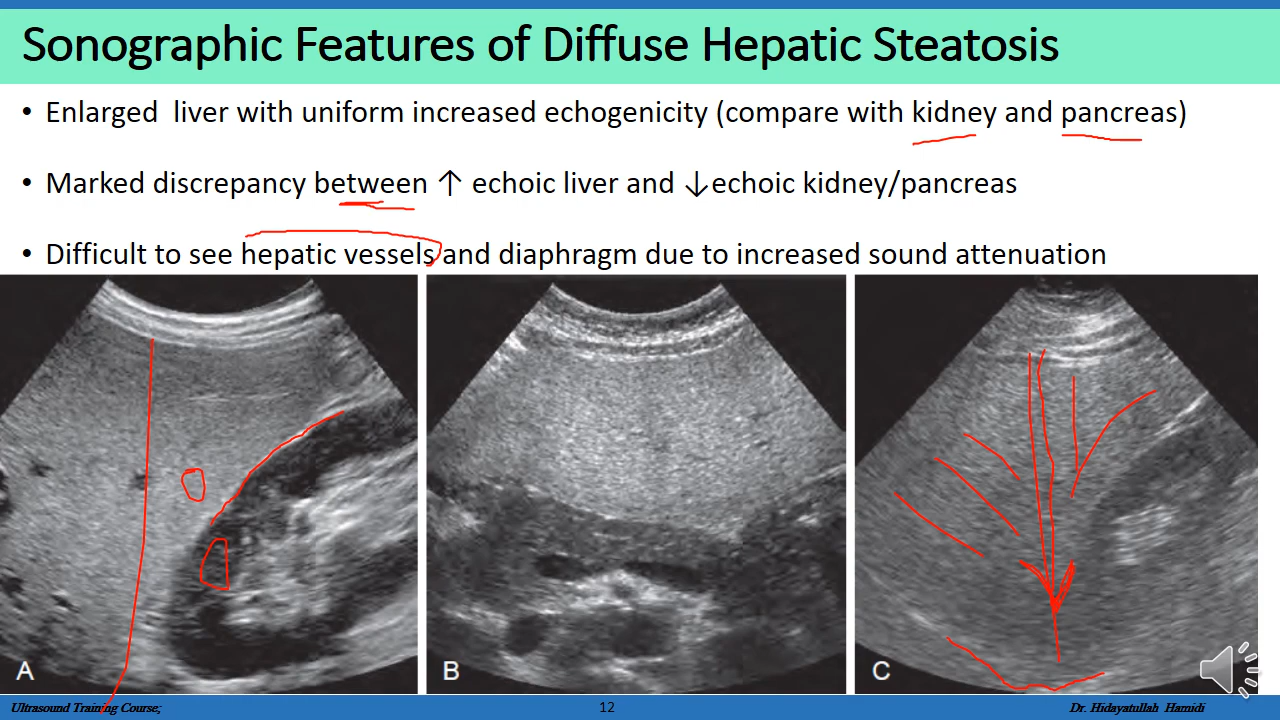 Sonographic Features of Diffuse Hepatic Steatosis
• Enlarged liver with uniform increased echogenicity (compare with kidney and pancreas)
• Marked discrepancy between ↑ echoic liver and ↓echoic kidney/pancreas
• Difficult to see hepatic vessels and diaphragm due to increased sound attenuation
A
B
C
Ultrasound Training Course; 12 Dr. Hidayatullah Hamidi